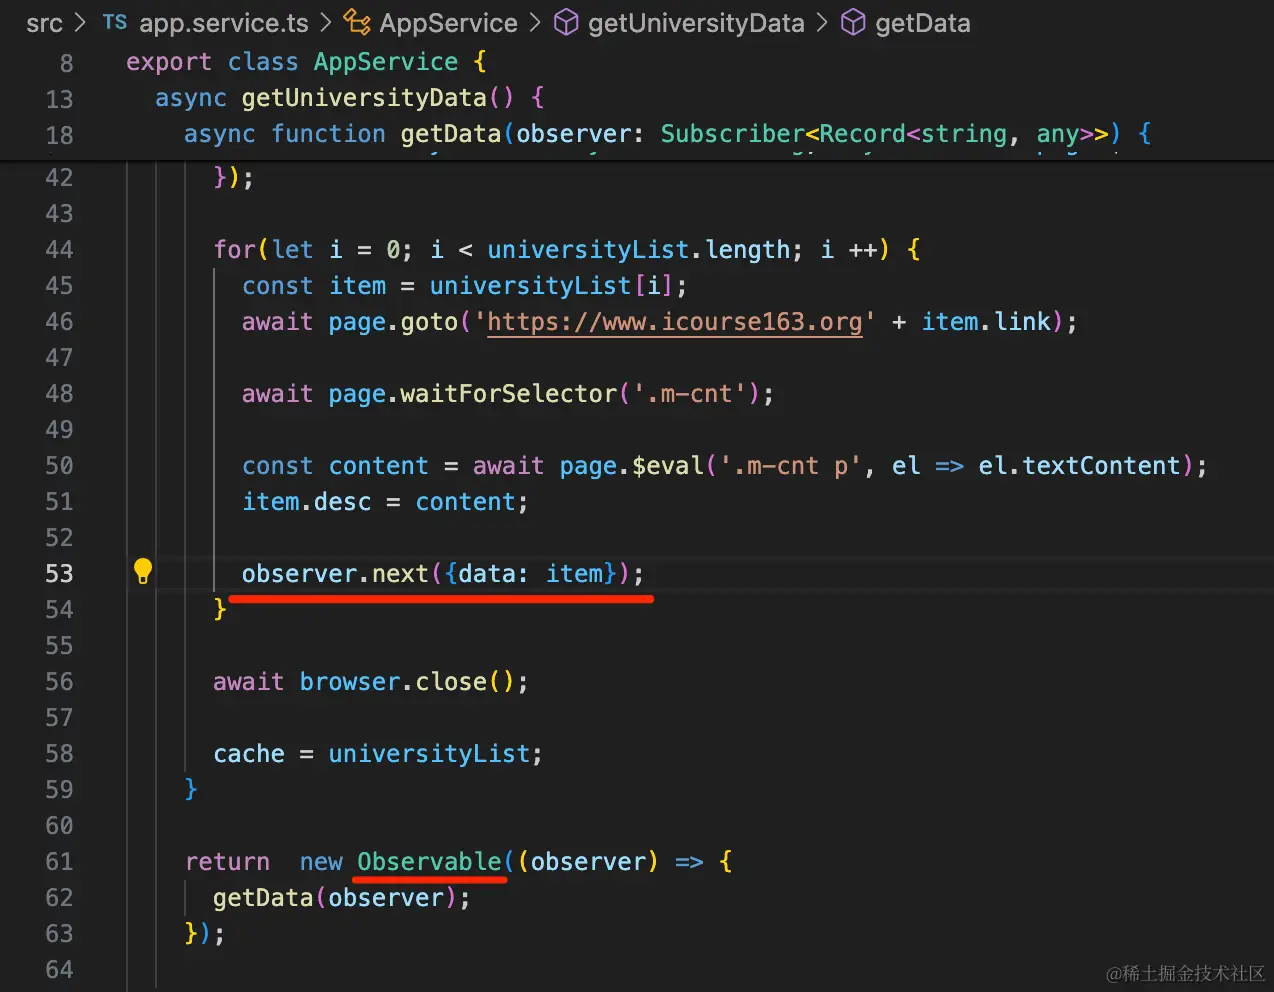 src > TS app.service.ts > AppService > getUniversityData > getData
8 export class AppService {
13 async getUniversityData() {
18 async function getData(observer: Subscriber<Record<string, any>>) {
42 });
43
44 for(let i = 0; i < universityList.length; i ++) {
45 const item = universityList[i];
46 await page.goto('https://www.icourse163.org' + item.link);
47
48 await page.waitForSelector('.m-cnt');
49
50 const content = await page.$eval('.m-cnt p', el => el.textContent);
51 item.desc = content;
52
53 observer.next({data: item});
54 }
55
56 await browser.close();
57
58 cache = universityList;
59 }
60
61 return  new Observable((observer) => {
62 getData(observer);
63 });
64
@稀土掘金技术社区